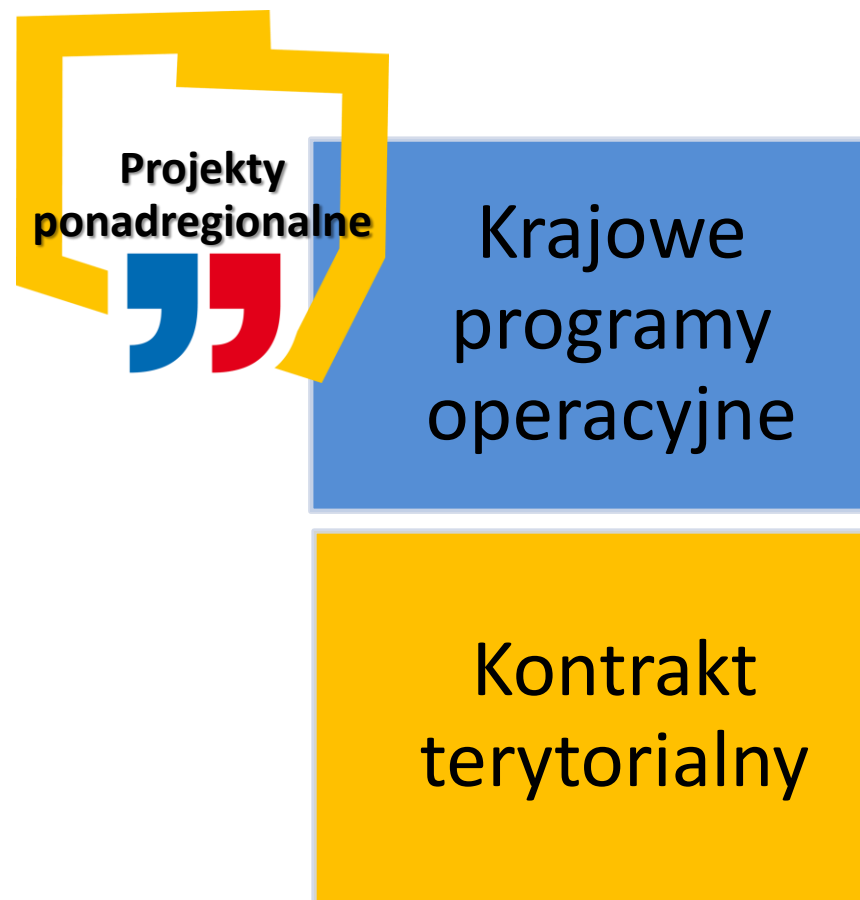 Projekty
ponadregionalne
Krajowe
programy
operacyjne
Kontrakt
terytorialny